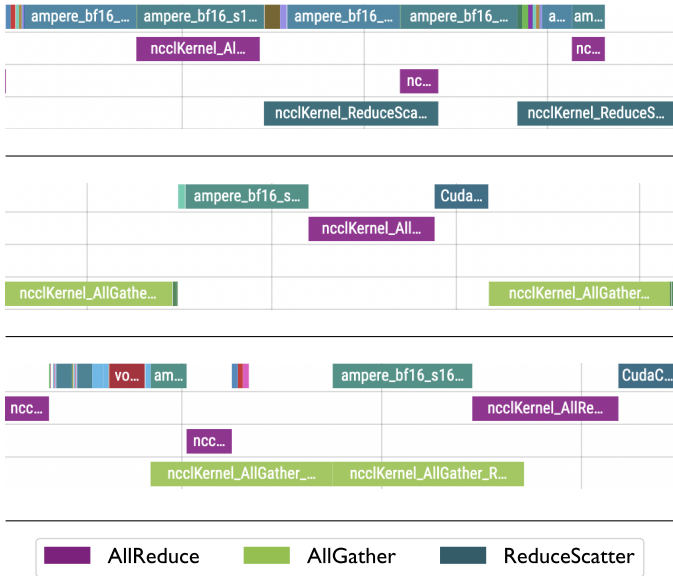 ampere_bf16_... ampere_bf16_s1... ampere_bf16_... ampere_bf16_... a... am...
ncclKernel_Al... nc...
nc...
ncclKernel_ReduceSca... ncclKernel_ReduceS...
ampere_bf16_s... Cuda...
ncclKernel_All...
ncclKernel_AllGathe... ncclKernel_AllGather...
vo... am... ampere_bf16_s16... CudaC...
ncc... ncclKernel_AllRe...
ncc...
ncclKernel_AllGather_... ncclKernel_AllGather_R...
AllReduce AllGather ReduceScatter